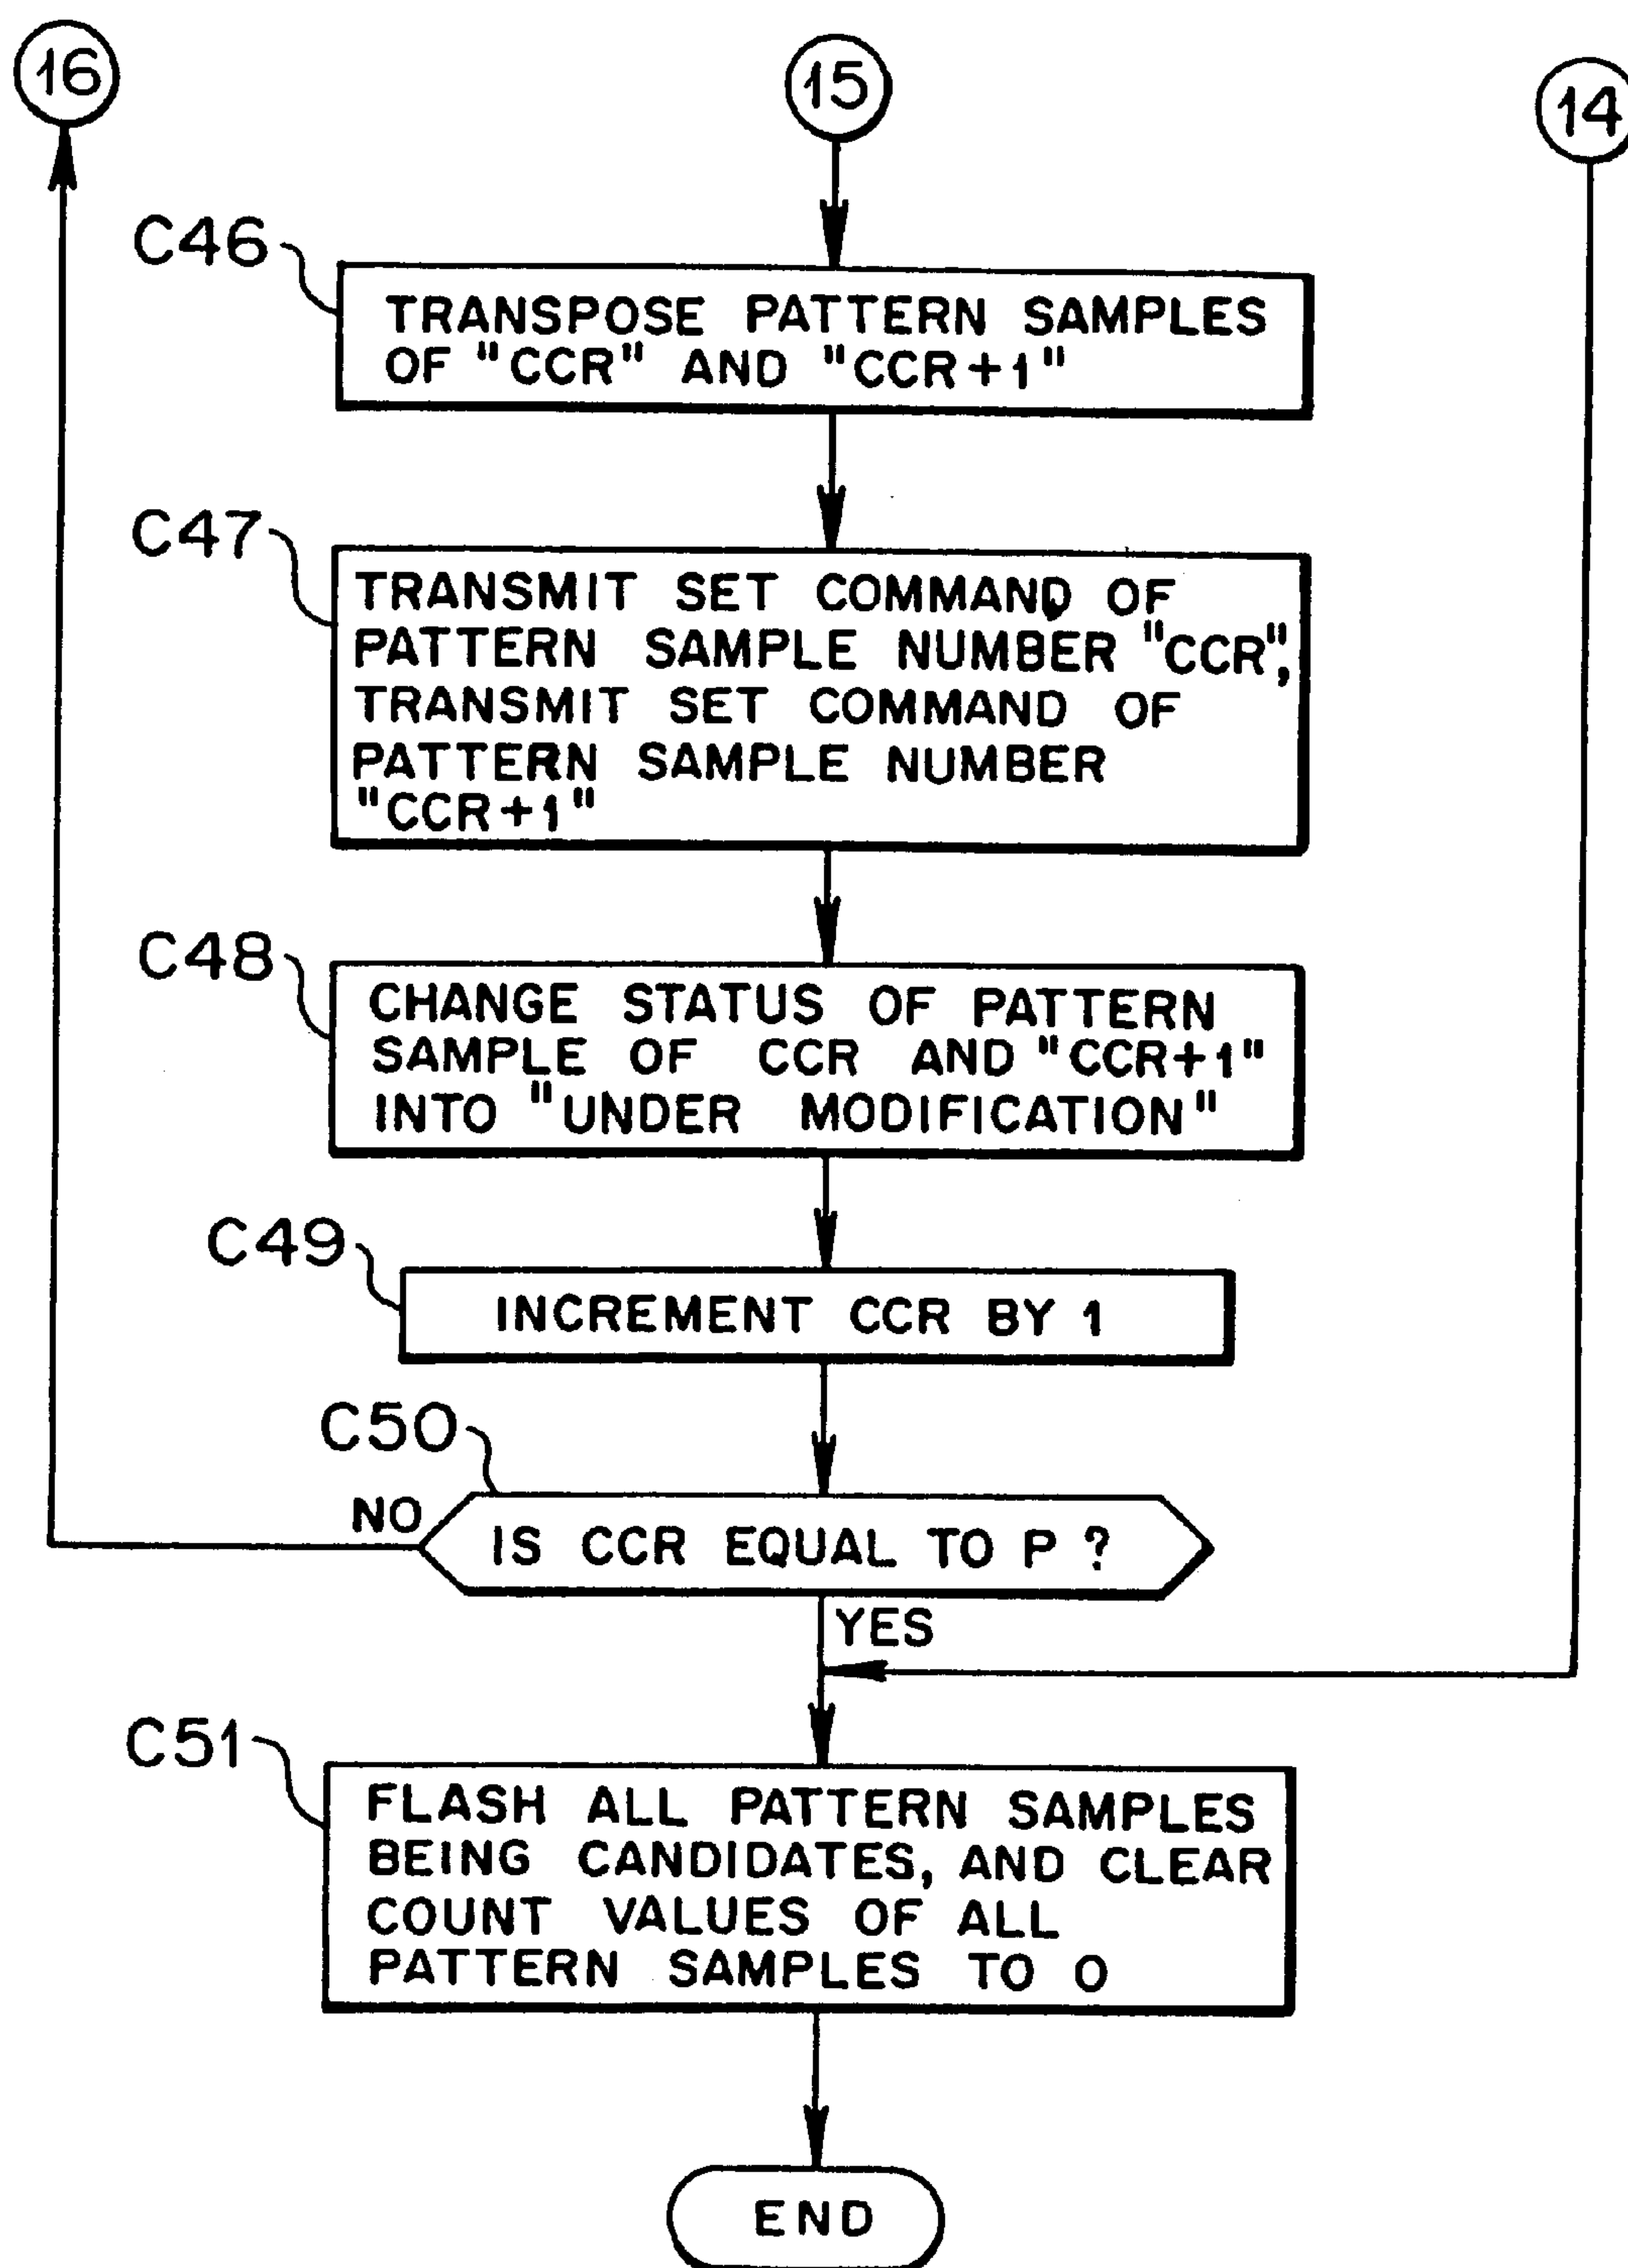 16
15
14
C46
TRANSPOSE PATTERN SAMPLES
OF "CCR" AND "CCR+1"
C47
TRANSMIT SET COMMAND OF
PATTERN SAMPLE NUMBER "CCR",
TRANSMIT SET COMMAND OF
PATTERN SAMPLE NUMBER
"CCR+1"
C48
CHANGE STATUS OF PATTERN
SAMPLE OF CCR AND "CCR+1"
INTO "UNDER MODIFICATION"
C49
INCREMENT CCR BY 1
C50
NO
IS CCR EQUAL TO P ?
YES
C51
FLASH ALL PATTERN SAMPLES
BEING CANDIDATES, AND CLEAR
COUNT VALUES OF ALL
PATTERN SAMPLES TO 0
END